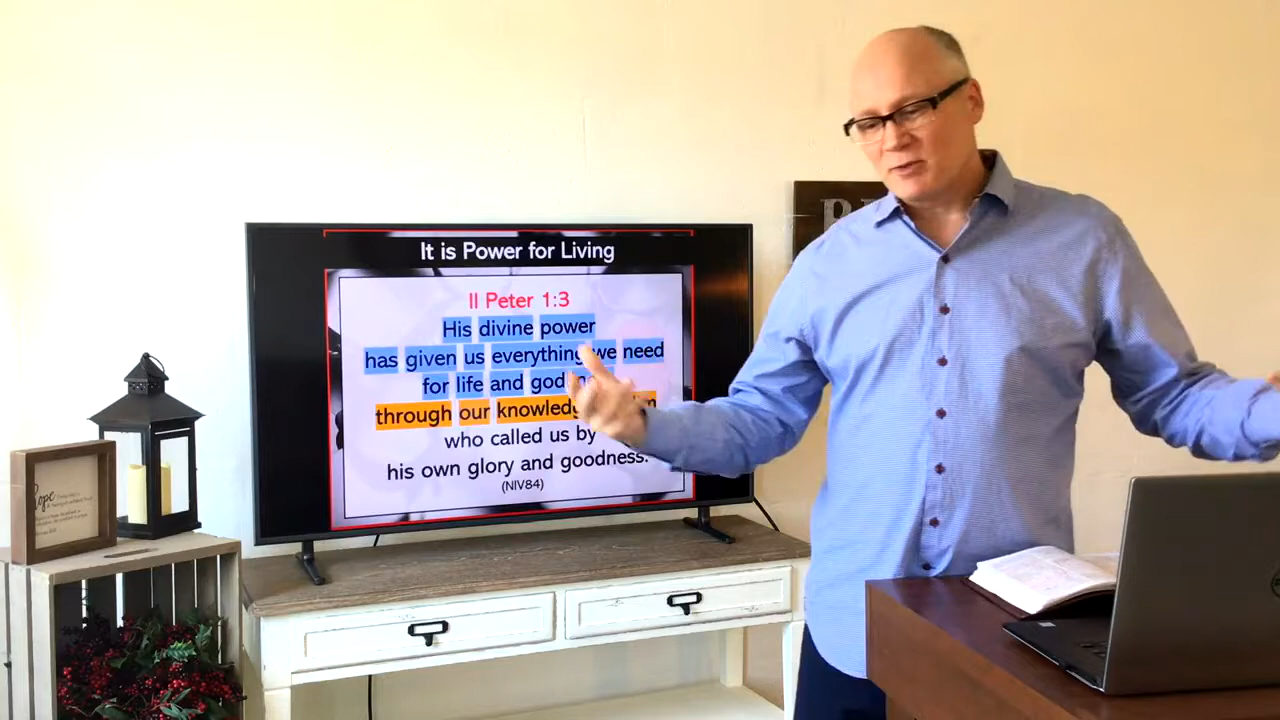 It is Power for Living
II Peter 1:3
His divine power
has given us everything we need
for life and god
through our knowledg
who called us by
his own glory and goodness.
(NIV84)
Hope